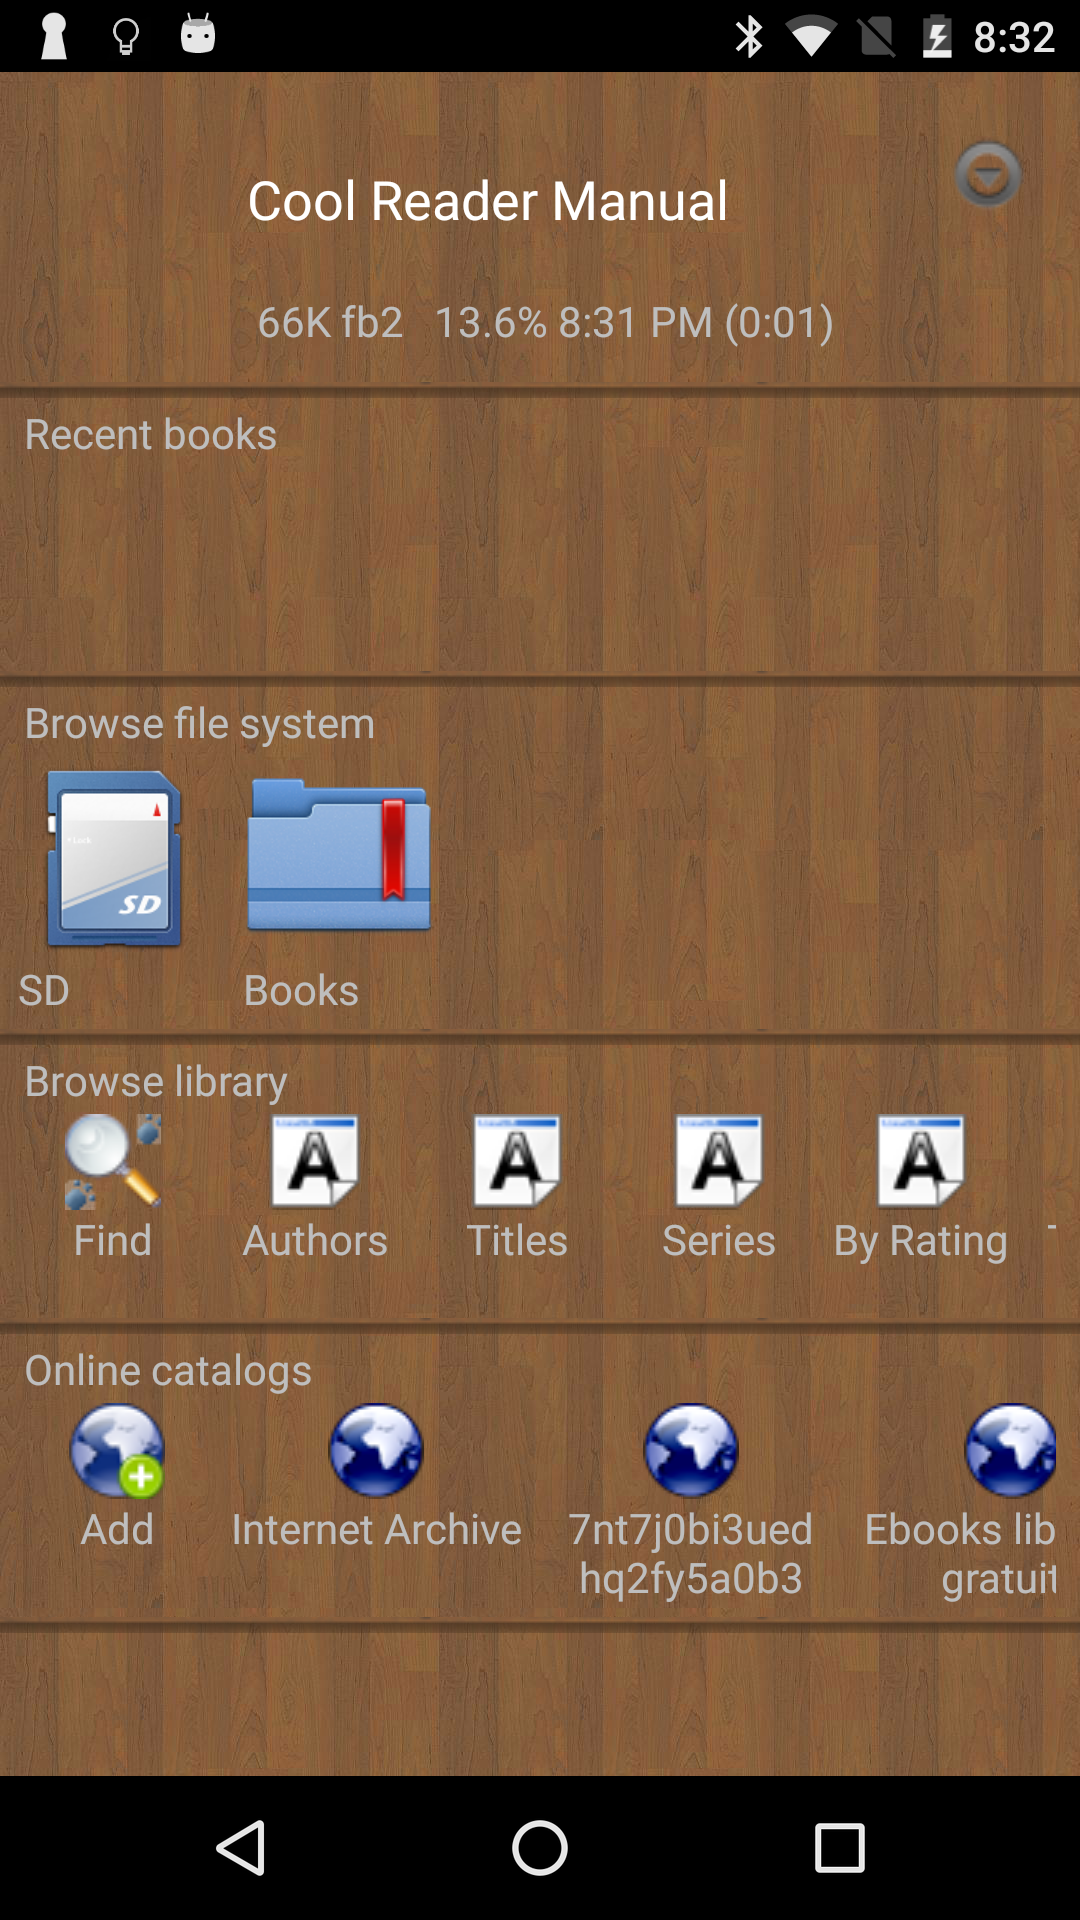 8:32
Cool Reader Manual
66K fb2 13.6% 8:31 PM (0:01)
Recent books
Browse file system
SD
SD Books
Browse library
A A A A
Find Authors Titles Series By Rating
Online catalogs
Add Internet Archive 7nt7j0bi3ued Ebooks lib
hq2fy5a0b3 gratuit